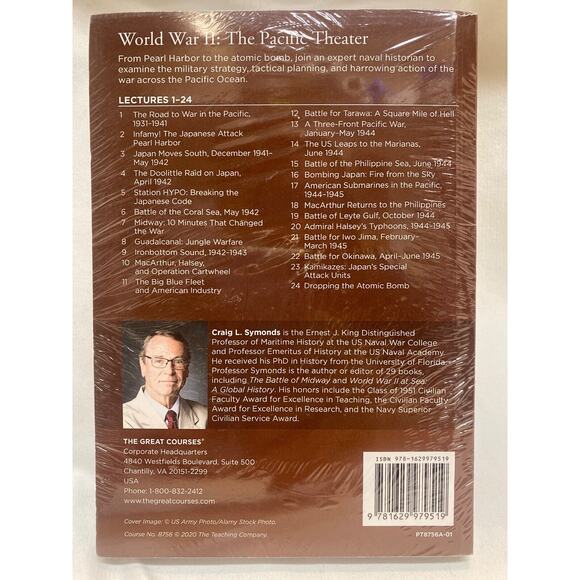 World War II: The Pacific Theater
From Pearl Harbor to the atomic bomb, join an expert naval historian to
examine the military strategy, tactical planning, and harrowing action of the
war across the Pacific Ocean.
LECTURES 1–24
1 The Road to War in the Pacific,
1931–1941
2 Infamy! The Japanese Attack
Pearl Harbor
3 Japan Moves South, December 1941–
May 1942
4 The Doolittle Raid on Japan,
April 1942
5 Station HYPO: Breaking the
Japanese Code
6 Battle of the Coral Sea, May 1942
7 Midway: 10 Minutes That Changed
the War
8 Guadalcanal: Jungle Warfare
9 Ironbottom Sound, 1942–1943
10 MacArthur, Halsey,
and Operation Cartwheel
11 The Big Blue Fleet
and American Industry
12 Battle for Tarawa: A Square Mile of Hell
13 A Three-Front Pacific War,
January–May 1944
14 The US Leaps to the Marianas,
June 1944
15 Battle of the Philippine Sea, June 1944
16 Bombing Japan: Fire from the Sky
17 American Submarines in the Pacific,
1944–1945
18 MacArthur Returns to the Philippines
19 Battle of Leyte Gulf, October 1944
20 Admiral Halsey's Typhoons, 1944–1945
21 Battle for Iwo Jima, February–
March 1945
22 Battle for Okinawa, April–June 1945
23 Kamikazes: Japan's Special
Attack Units
24 Dropping the Atomic Bomb
Craig L. Symonds is the Ernest J. King Distinguished
Professor of Maritime History at the US Naval War College
and Professor Emeritus of History at the US Naval Academy.
He received his PhD in History from the University of Florida.
Professor Symonds is the author or editor of 29 books,
including The Battle of Midway and World War II at Sea:
A Global History. His honors include the Class of 1951 Civilian
Faculty Award for Excellence in Teaching, the Civilian Faculty
Award for Excellence in Research, and the Navy Superior
Civilian Service Award.
THE GREAT COURSES®
Corporate Headquarters
4840 Westfields Boulevard, Suite 500
Chantilly, VA 20151-2299
USA
Phone: 1-800-832-2412
www.thegreatcourses.com
Cover Image: © US Army Photo/Alamy Stock Photo.
Course No. 8756 © 2020 The Teaching Company.
ISBN 978-1629979519
9 781629 979519
PT8756A-01